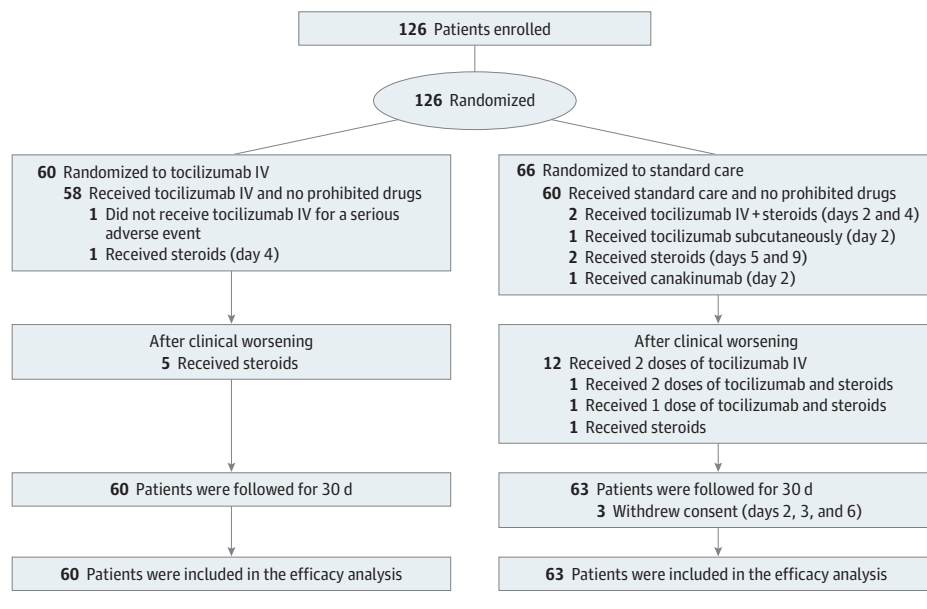 126 Patients enrolled
126 Randomized
60 Randomized to tocilizumab IV
58 Received tocilizumab IV and no prohibited drugs
1 Did not receive tocilizumab IV for a serious
adverse event
1 Received steroids (day 4)
66 Randomized to standard care
60 Received standard care and no prohibited drugs
2 Received tocilizumab IV + steroids (days 2 and 4)
1 Received tocilizumab subcutaneously (day 2)
2 Received steroids (days 5 and 9)
1 Received canakinumab (day 2)
After clinical worsening
5 Received steroids
After clinical worsening
12 Received 2 doses of tocilizumab IV
1 Received 2 doses of tocilizumab and steroids
1 Received 1 dose of tocilizumab and steroids
1 Received steroids
60 Patients were followed for 30 d
63 Patients were followed for 30 d
3 Withdrew consent (days 2, 3, and 6)
60 Patients were included in the efficacy analysis
63 Patients were included in the efficacy analysis